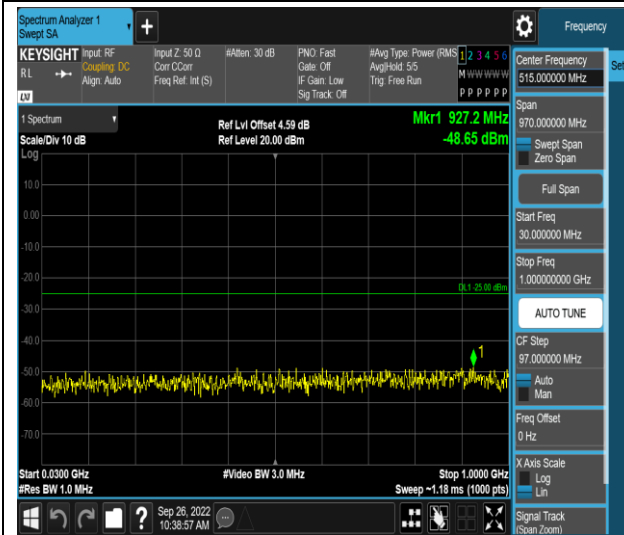 Spectrum Analyzer 1
Swept SA
+
Frequency
KEYSIGHT
RL
LXI
Input: RF
Coupling: DC
Align: Auto
Input Z: 50 Ω
Corr CCorr
Freq Ref: Int (S)
#Atten: 30 dB
PNO: Fast
Gate: Off
IF Gain: Low
Sig Track: Off
#Avg Type: Power (RMS
Avg|Hold: 5/5
Trig: Free Run
1 2 3 4 5 6
M W W W W W
P P P P P P
1 Spectrum
Scale/Div 10 dB
Ref Lvl Offset 4.59 dB
Ref Level 20.00 dBm
Mkr1 927.2 MHz
-48.65 dBm
Log
10.0
0.00
-10.0
-20.0
DL1 -25.00 dBm
-30.0
-40.0
1
-50.0
-60.0
-70.0
Start 0.0300 GHz
#Res BW 1.0 MHz
#Video BW 3.0 MHz
Stop 1.0000 GHz
Sweep ~1.18 ms (1000 pts)
?
Sep 26, 2022
10:38:57 AM
Center Frequency
515.000000 MHz
Set
Span
970.000000 MHz
Swept Span
Zero Span
Full Span
Start Freq
30.000000 MHz
Stop Freq
1.000000000 GHz
AUTO TUNE
CF Step
97.000000 MHz
Auto
Man
Freq Offset
0 Hz
X Axis Scale
Log
Lin
Signal Track
(Span Zoom)